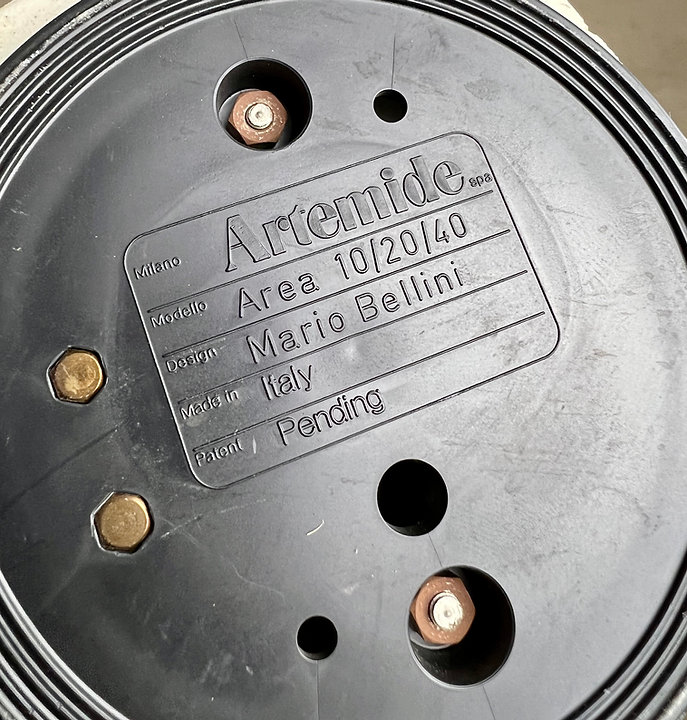 Milano Artemide spa
Modello Area 10/20/40
Design Mario Bellini
Made in Italy
Patent Pending